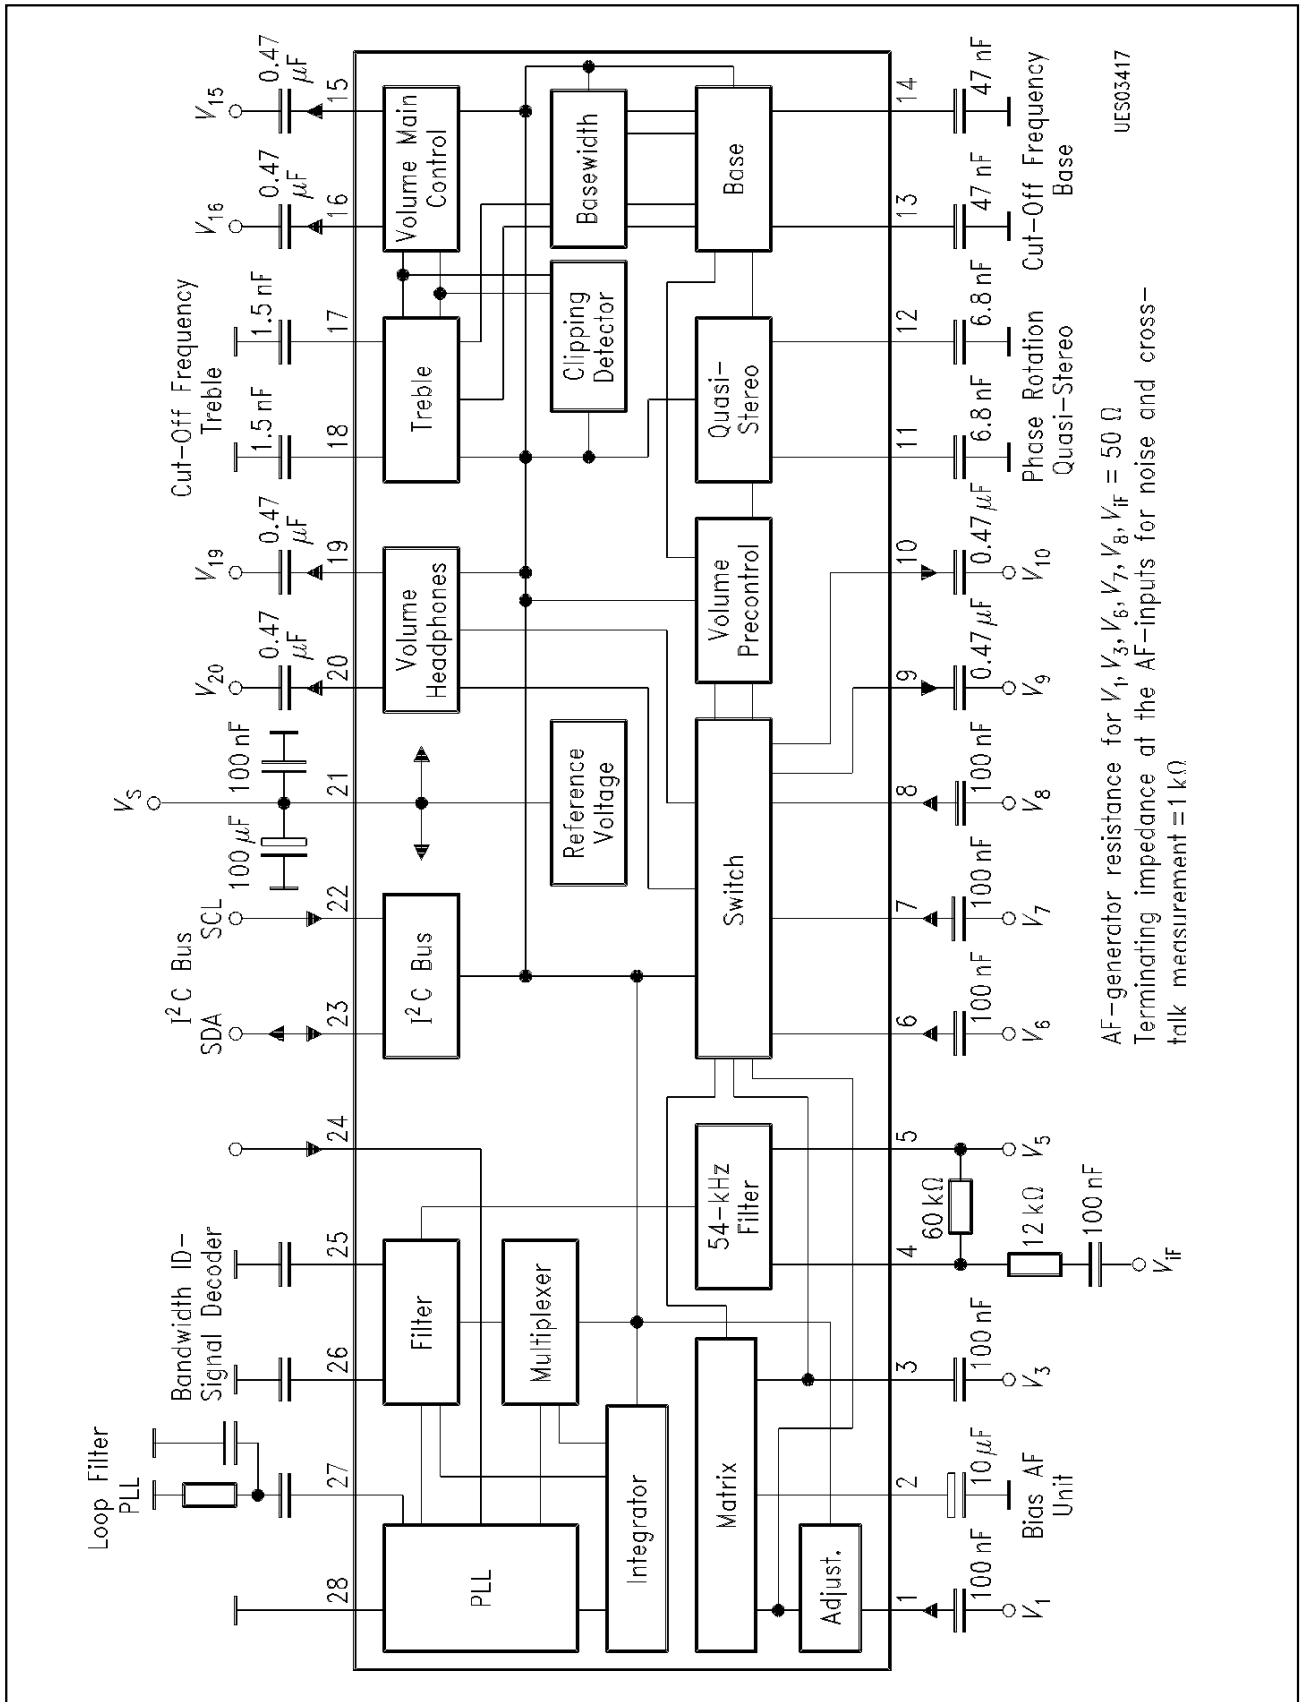 Loop Filter
PLL
Bandwidth ID-
Signal Decoder
I²C Bus
SDA
SCL
V_S
100 μF
100 nF
V_20
0.47
μF
V_19
0.47
μF
Cut-Off Frequency
Treble
1.5 nF
1.5 nF
V_16
0.47
μF
V_15
0.47
μF
28
27
26
25
24
23
22
21
20
19
18
17
16
15
PLL
Filter
I²C Bus
Volume
Headphones
Treble
Volume Main
Control
Multiplexer
Integrator
Reference
Voltage
Clipping
Detector
Basewidth
Matrix
54-kHz
Filter
Switch
Volume
Precontrol
Quasi-
Stereo
Base
Adjust.
1
2
3
4
5
6
7
8
9
10
11
12
13
14
60 kΩ
12 kΩ
100 nF
100 nF
10 μF
100 nF
100 nF
100 nF
100 nF
0.47 μF
0.47 μF
6.8 nF
6.8 nF
47 nF
47 nF
V_1
Bias AF
Unit
V_3
V_iF
V_5
V_6
V_7
V_8
V_9
V_10
Phase Rotation
Quasi-Stereo
Cut-Off Frequency
Base
AF-generator resistance for V_1, V_3, V_6, V_7, V_8, V_iF = 50 Ω
Terminating impedance at the AF-inputs for noise and cross-
talk measurement = 1 kΩ
UES03417